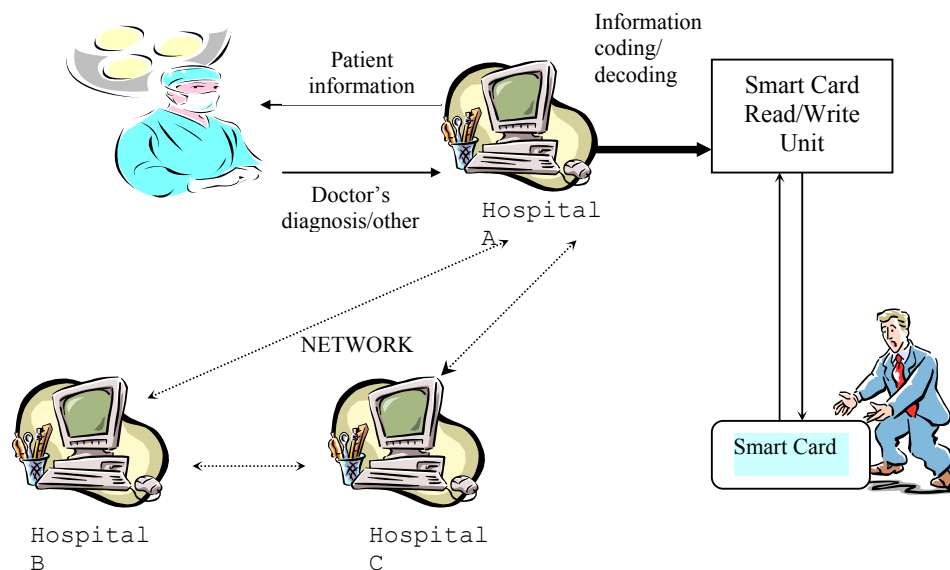 Information
coding/
decoding
Patient
information
Smart Card
Read/Write
Unit
Doctor's
diagnosis/other
Hospital
A
NETWORK
Smart Card
Hospital
B
Hospital
C